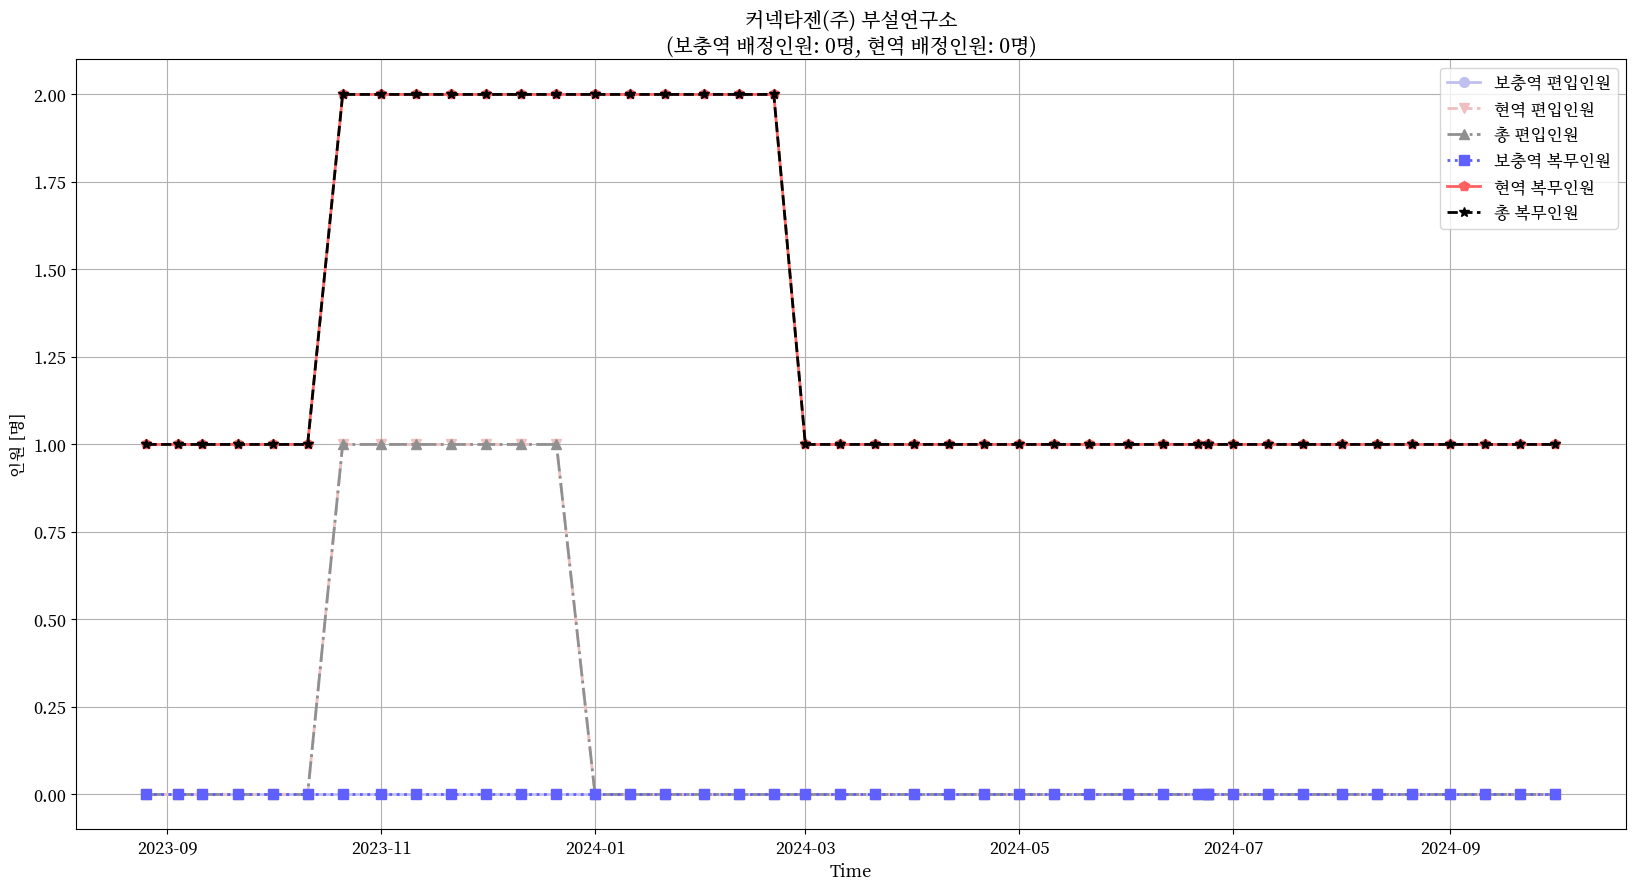 커넥타젠(주) 부설연구소
(보충역 배정인원: 0명, 현역 배정인원: 0명)
보충역 편입인원
현역 편입인원
총 편입인원
보충역 복무인원
현역 복무인원
총 복무인원
2.00
1.75
1.50
1.25
1.00
0.75
0.50
0.25
0.00
인원 [명]
2023-09
2023-11
2024-01
2024-03
2024-05
2024-07
2024-09
Time